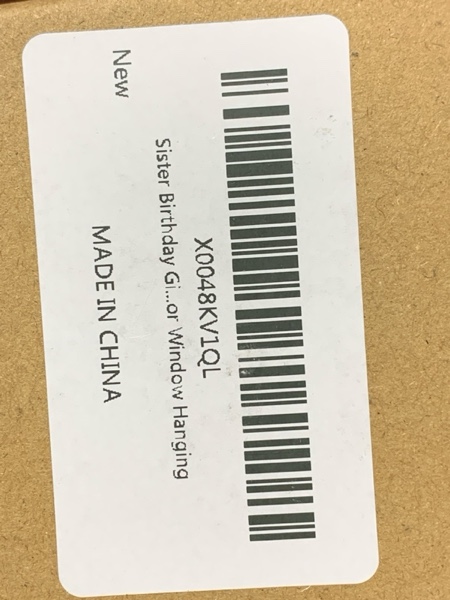 X0048KV1QL
Sister Birthday Gi...or Window Hanging
New
MADE IN CHINA